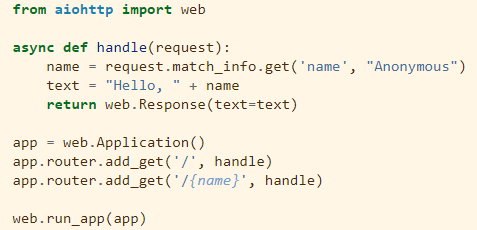 from aiohttp import web
async def handle(request):
    name = request.match_info.get('name', "Anonymous")
    text = "Hello, " + name
    return web.Response(text=text)
app = web.Application()
app.router.add_get('/', handle)
app.router.add_get('/{name}', handle)
web.run_app(app)